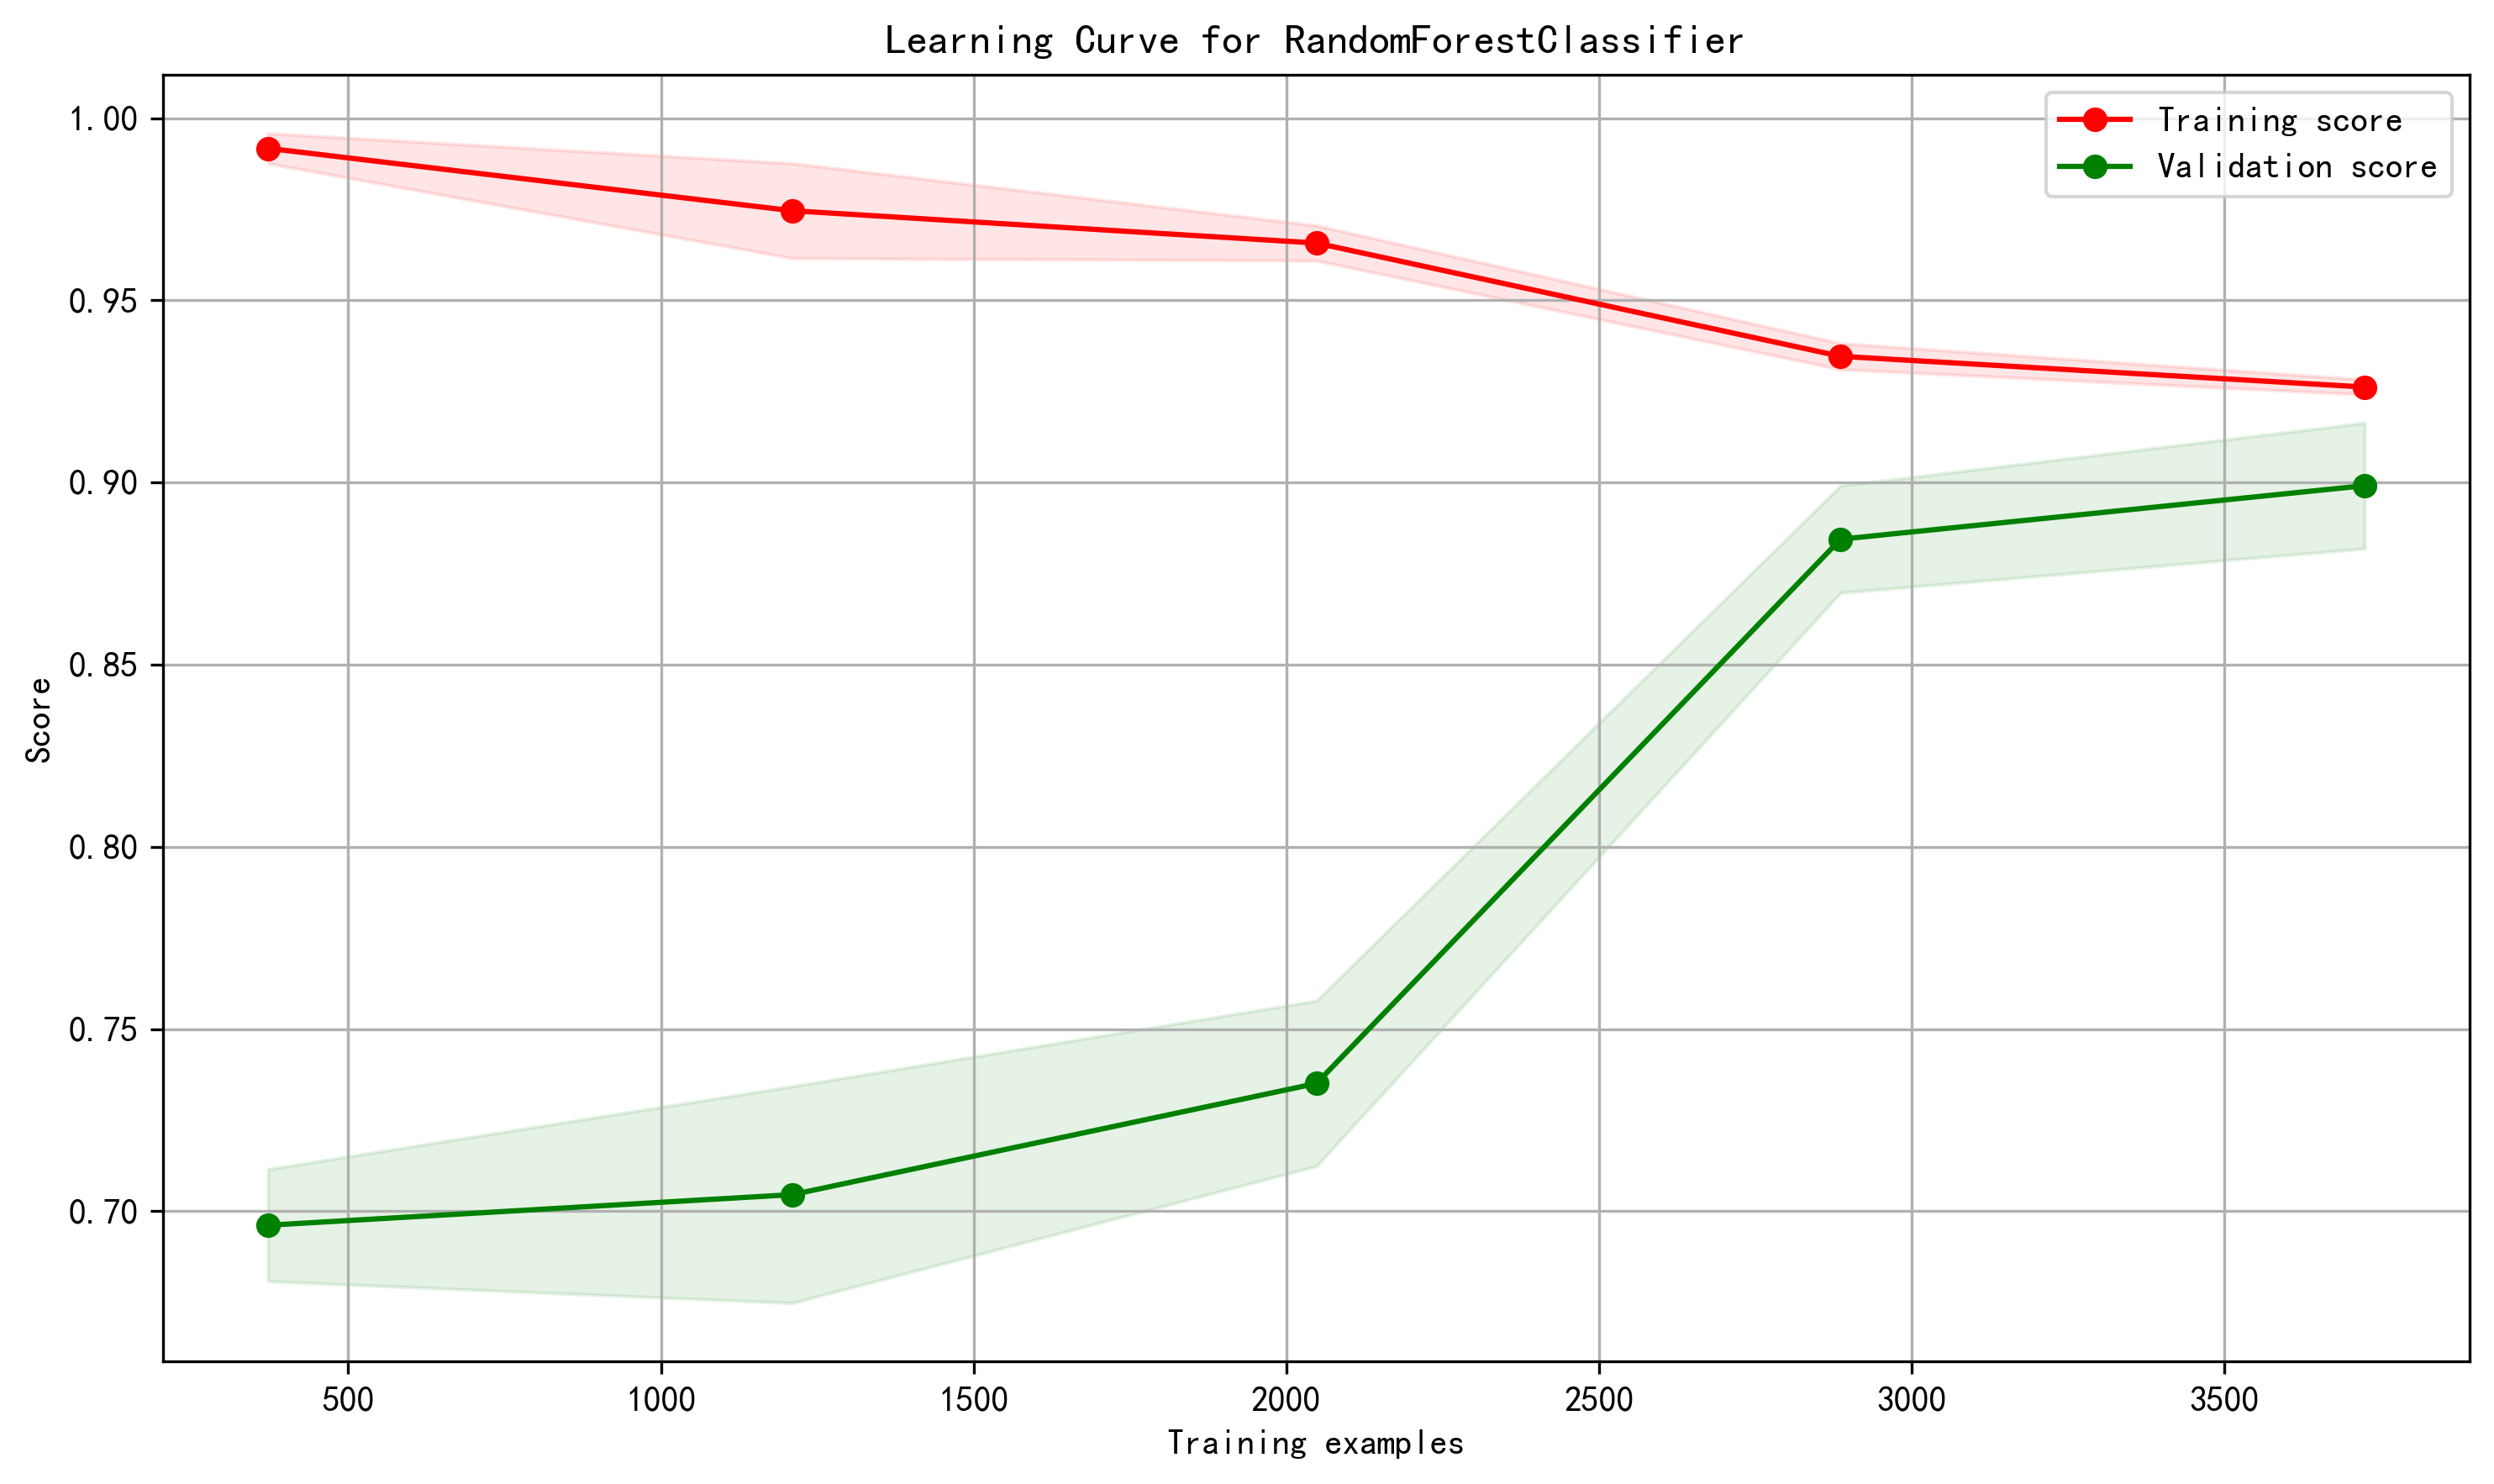 Learning Curve for RandomForestClassifier
Training score
Validation score
1.00
0.95
0.90
0.85
0.80
0.75
0.70
Score
500 1000 1500 2000 2500 3000 3500
Training examples